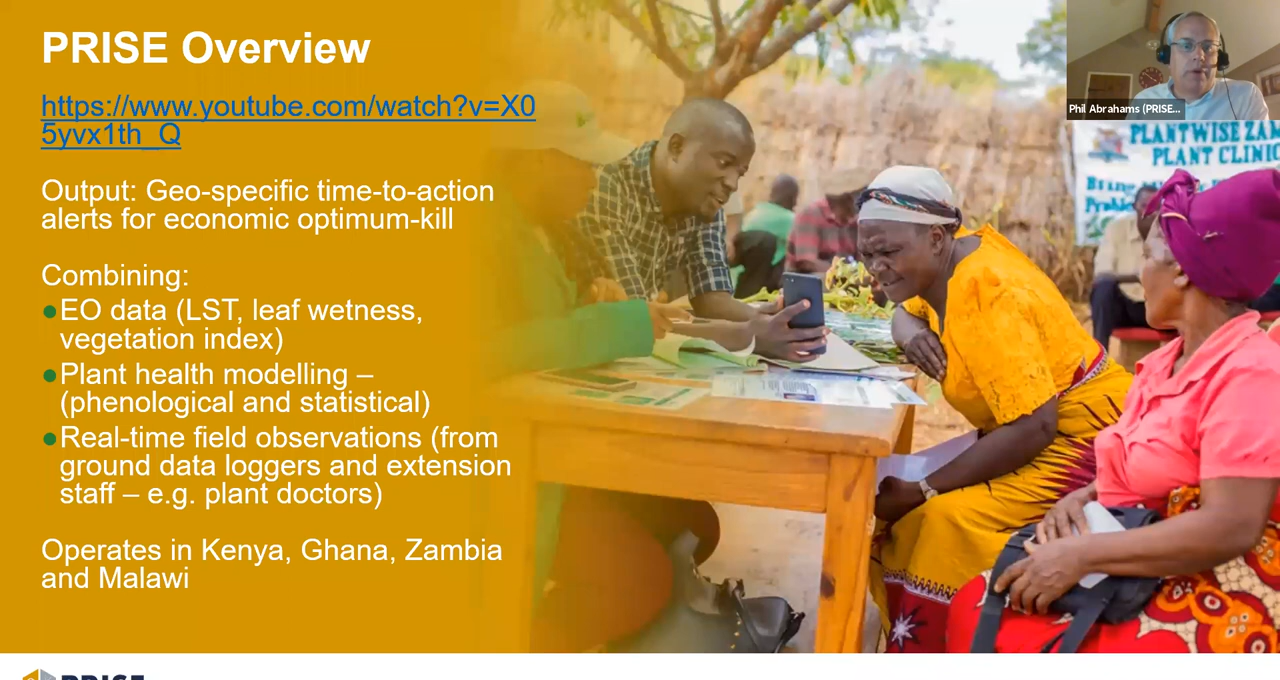 PRISE Overview
https://www.youtube.com/watch?v=X0
5yvx1th_Q
Output: Geo-specific time-to-action
alerts for economic optimum-kill
Combining:
●EO data (LST, leaf wetness,
vegetation index)
●Plant health modelling –
(phenological and statistical)
●Real-time field observations (from
ground data loggers and extension
staff – e.g. plant doctors)
Operates in Kenya, Ghana, Zambia
and Malawi
Phil Abrahams (PRISE...
PLANTWISE ZAM
PLANT CLINIC
PRISE